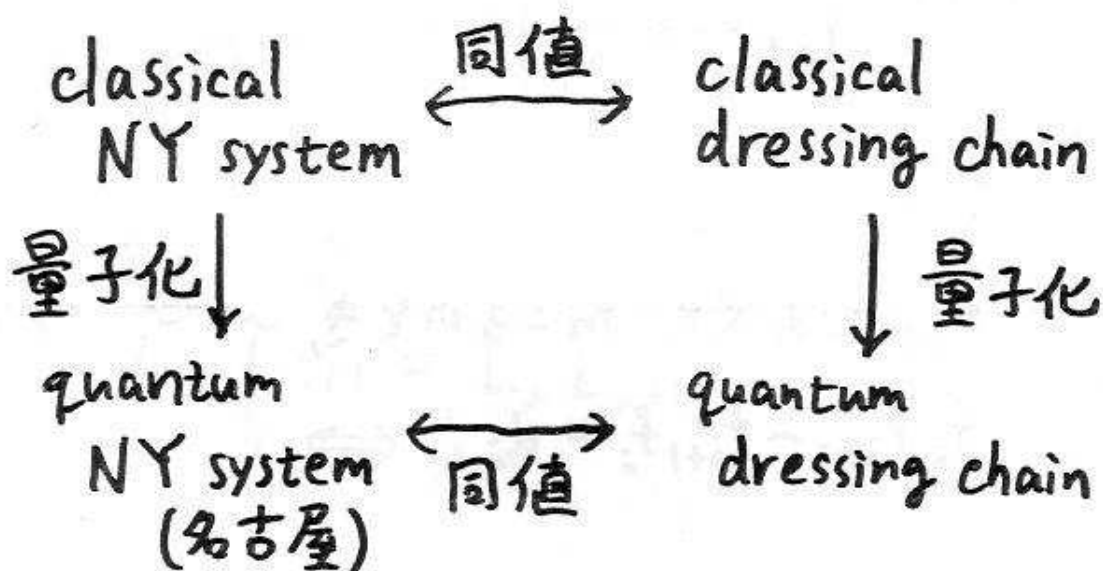 classical
NY system
同値
classical
dressing chain
量子化
量子化
quantum
NY system
(名古屋)
同値
quantum
dressing chain